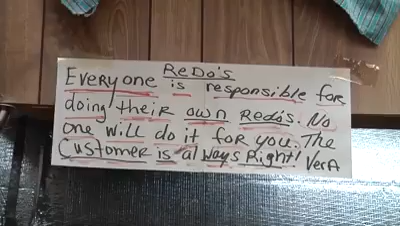 ReDo's
Everyone is responsible for
doing their own Redos. No
one will do it for you. The
Customer is always Right! VerA